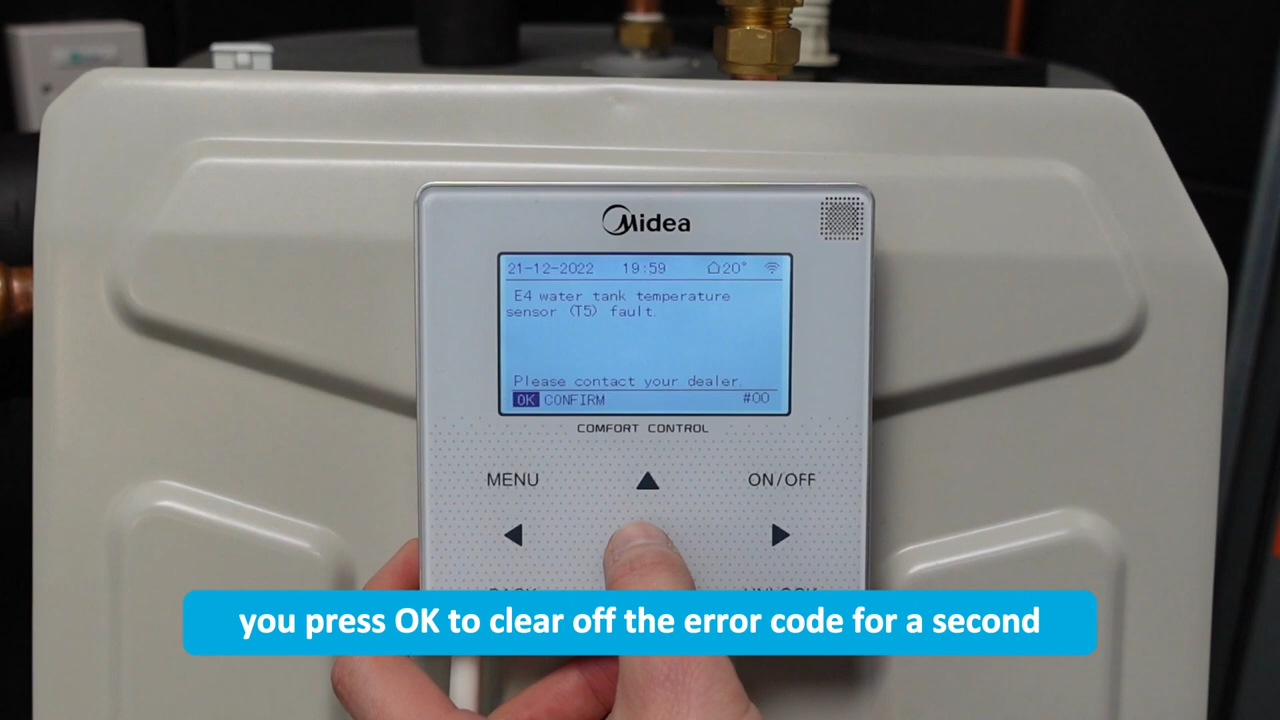 Midea
21-12-2022 19:59 20°
E4 water tank temperature
sensor (T5) fault.
Please contact your dealer.
OK CONFIRM #00
COMFORT CONTROL
MENU ON/OFF
you press OK to clear off the error code for a second